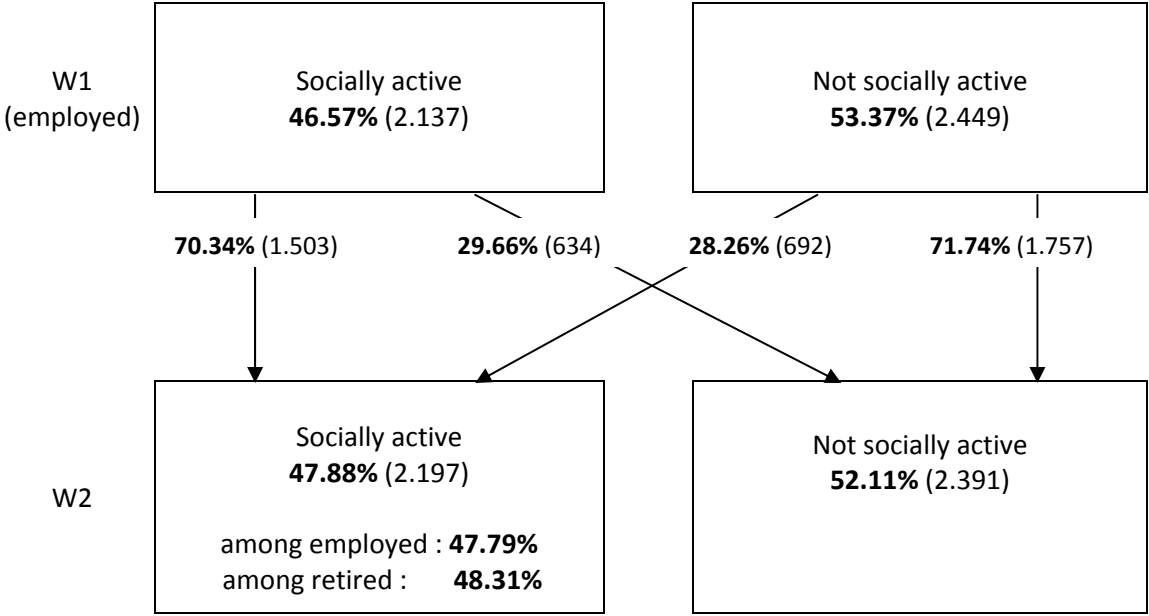 W1
(employed)
Socially active
46.57% (2.137)
Not socially active
53.37% (2.449)
70.34% (1.503)
29.66% (634)
28.26% (692)
71.74% (1.757)
W2
Socially active
47.88% (2.197)
among employed : 47.79%
among retired : 48.31%
Not socially active
52.11% (2.391)